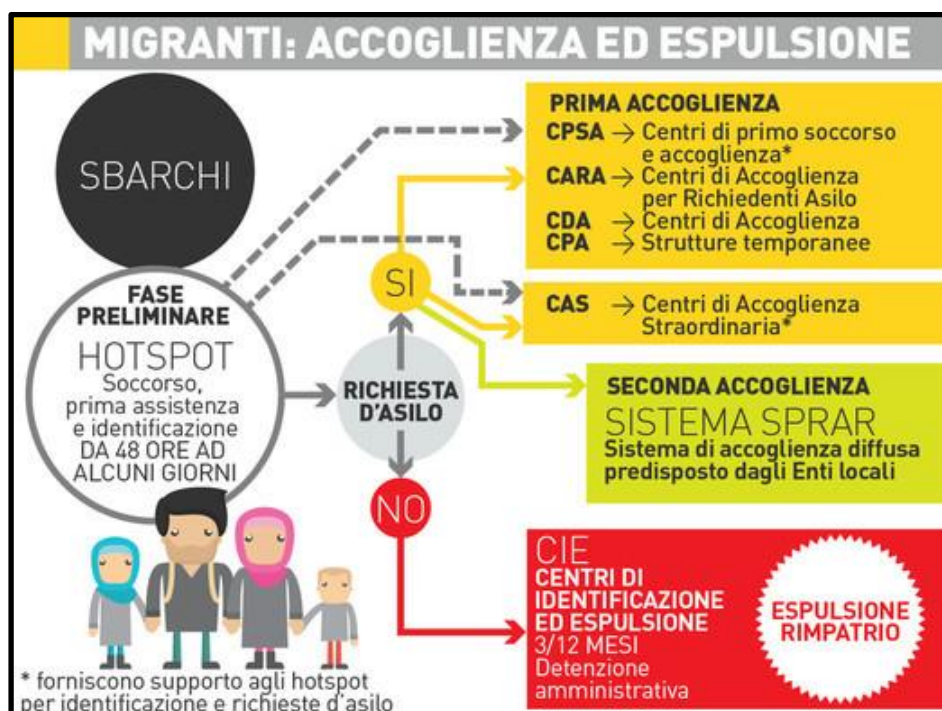 MIGRANTI: ACCOGLIENZA ED ESPULSIONE
SBARCHI
FASE
PRELIMINARE
HOTSPOT
Soccorso,
prima assistenza
e identificazione
DA 48 ORE AD
ALCUNI GIORNI
RICHIESTA
D'ASILO
SI
NO
PRIMA ACCOGLIENZA
CPSA → Centri di primo soccorso
e accoglienza*
CARA → Centri di Accoglienza
per Richiedenti Asilo
CDA → Centri di Accoglienza
CPA → Strutture temporanee
CAS → Centri di Accoglienza
Straordinaria*
SECONDA ACCOGLIENZA
SISTEMA SPRAR
Sistema di accoglienza diffusa
predisposto dagli Enti locali
CIE
CENTRI DI
IDENTIFICAZIONE
ED ESPULSIONE
3/12 MESI
Detenzione
amministrativa
ESPULSIONE
RIMPATRIO
* forniscono supporto agli hotspot
per identificazione e richieste d'asilo